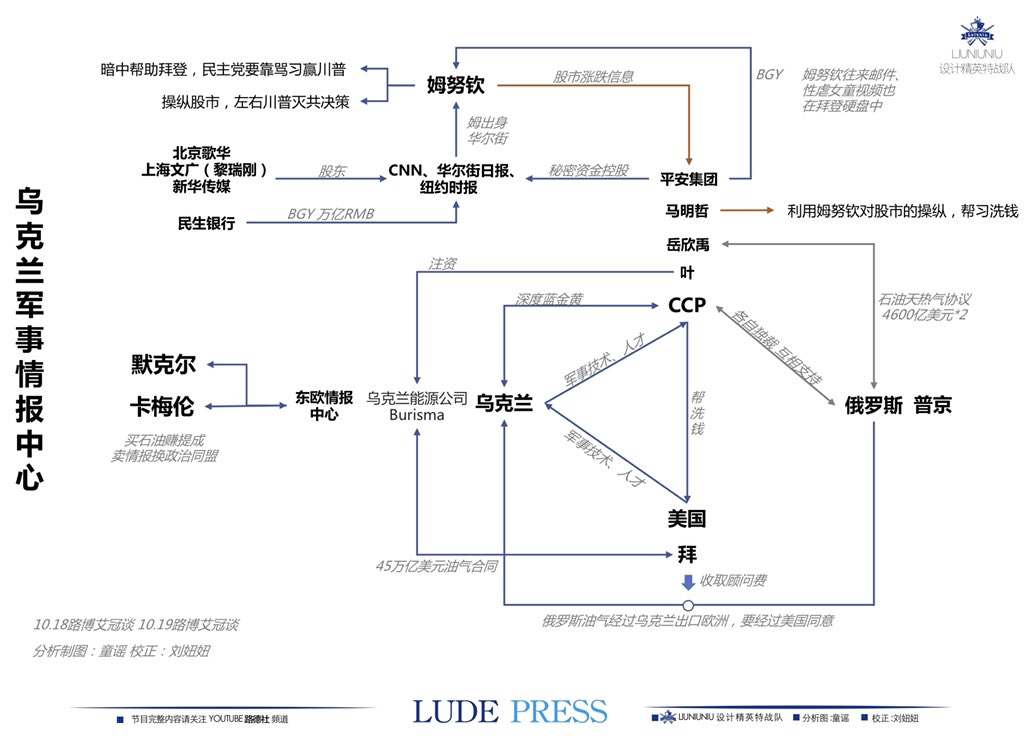 LIUNIUNIU
设计精英特战队
暗中帮助拜登，民主党要靠骂习赢川普
操纵股市，左右川普灭共决策
姆努钦
股市涨跌信息
BGY
姆努钦往来邮件、
性虐女童视频也
在拜登硬盘中
姆出身
华尔街
北京歌华
上海文广（黎瑞刚）
新华传媒
股东
CNN、华尔街日报、
纽约时报
秘密资金控股
平安集团
民生银行
BGY 万亿RMB
马明哲
利用姆努钦对股市的操纵，帮习洗钱
岳欣禹
叶
注资
CCP
深度蓝金黄
石油天热气协议
4600亿美元*2
各自独裁 互相支持
军事技术、人才
乌克兰军事情报中心
默克尔
卡梅伦
买石油赚提成
卖情报换政治同盟
东欧情报
中心
乌克兰能源公司
Burisma
乌克兰
帮洗钱
俄罗斯 普京
军事技术、人才
美国
拜
45万亿美元油气合同
收取顾问费
俄罗斯油气经过乌克兰出口欧洲，要经过美国同意
10.18路博艾冠谈 10.19路博艾冠谈
分析制图：童谣 校正：刘妞妞
节目完整内容请关注 YOUTUBE 路德社 频道
LUDE PRESS
LIUNIUNIU 设计精英特战队
分析图:童谣
校正:刘妞妞